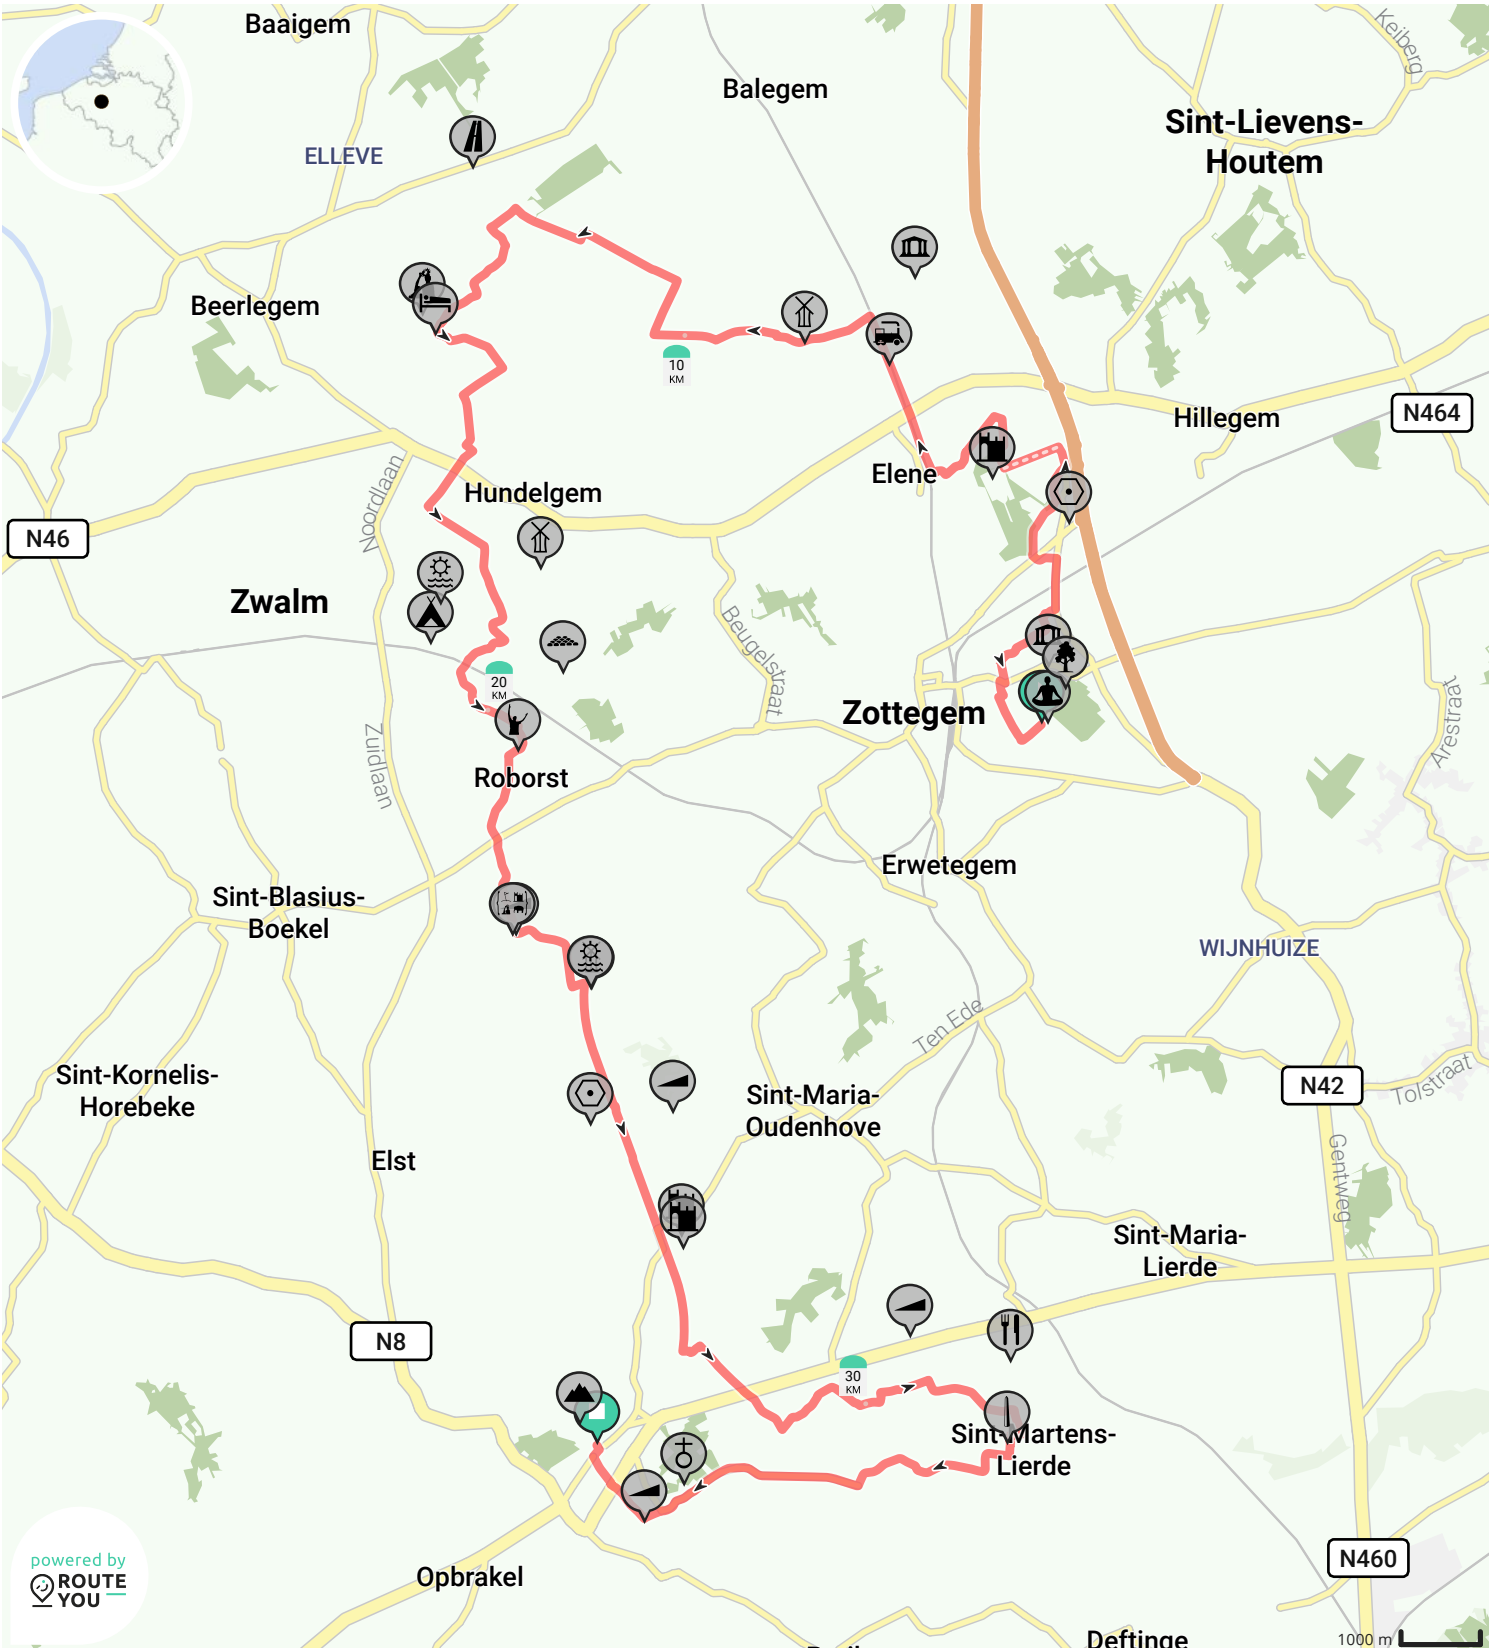 Baaigem
Keiberg
Balegem
Sint-Lievens-
Houtem
ELLEVE
Beerlegem
10
KM
Hillegem
N464
Elene
Noordlaan
Hundelgem
N46
Zwalm
Beugelstraat
20
KM
Zottegem
Arestraat
Zuidlaan
Roborst
Erwetegem
Sint-Blasius-
Boekel
WIJNHUIZE
Ten Ede
Sint-Kornelis-
Horebeke
Sint-Maria-
Oudenhove
N42
Tolstraat
Elst
Gentweg
Sint-Maria-
Lierde
N8
30
KM
Sint-Martens-
Lierde
powered by
ROUTE
YOU
Opbrakel
N460
Deftinge
1000 m